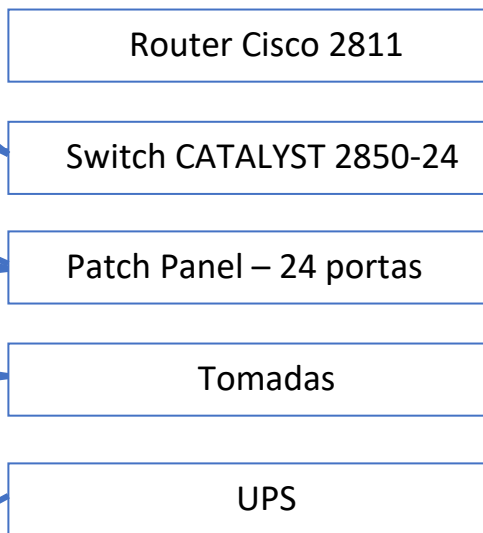 Router Cisco 2811
Switch CATALYST 2850-24
Patch Panel – 24 portas
Tomadas
UPS